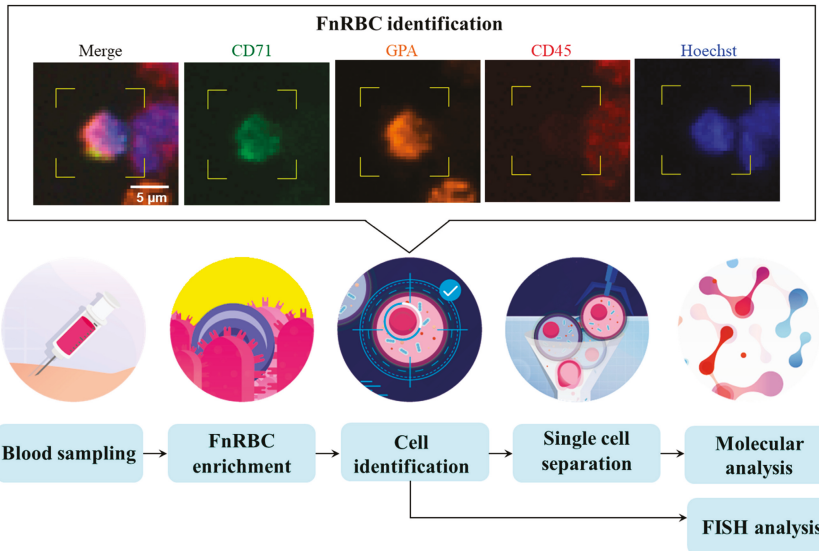 FnRBC identification
Merge
CD71
GPA
CD45
Hoechst
5 µm
Blood sampling
FnRBC
enrichment
Cell
identification
Single cell
separation
Molecular
analysis
FISH analysis